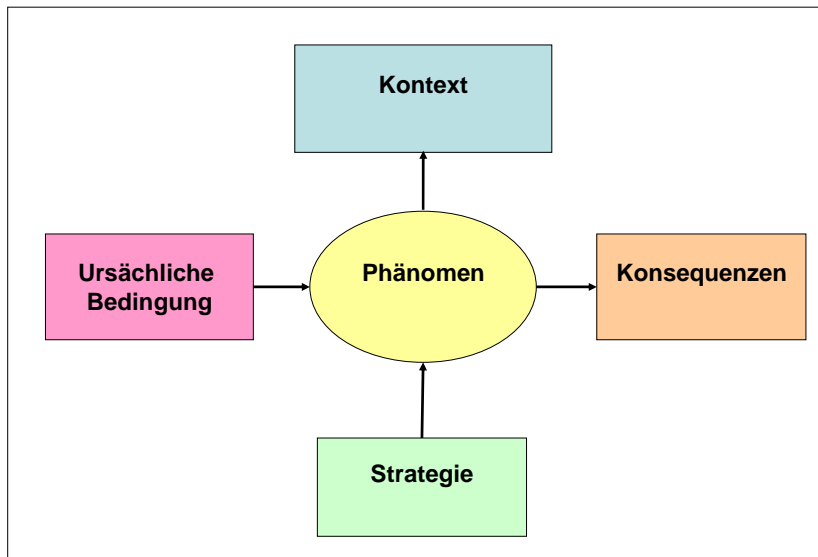 Kontext
Ursächliche
Bedingung
Phänomen
Konsequenzen
Strategie